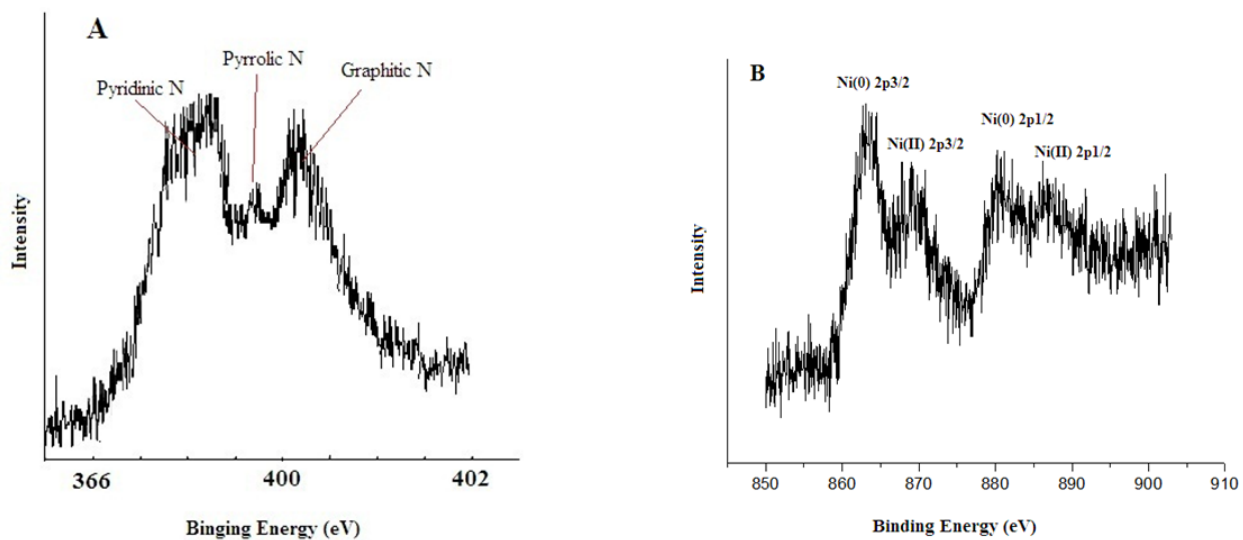 A
Pyrrolic N
Graphitic N
Pyridinic N
Intensity
366 400 402
Binging Energy (eV)
B
Ni(0) 2p3/2
Ni(0) 2p1/2
Ni(II) 2p3/2
Ni(II) 2p1/2
Intensity
850 860 870 880 890 900 910
Binding Energy (eV)